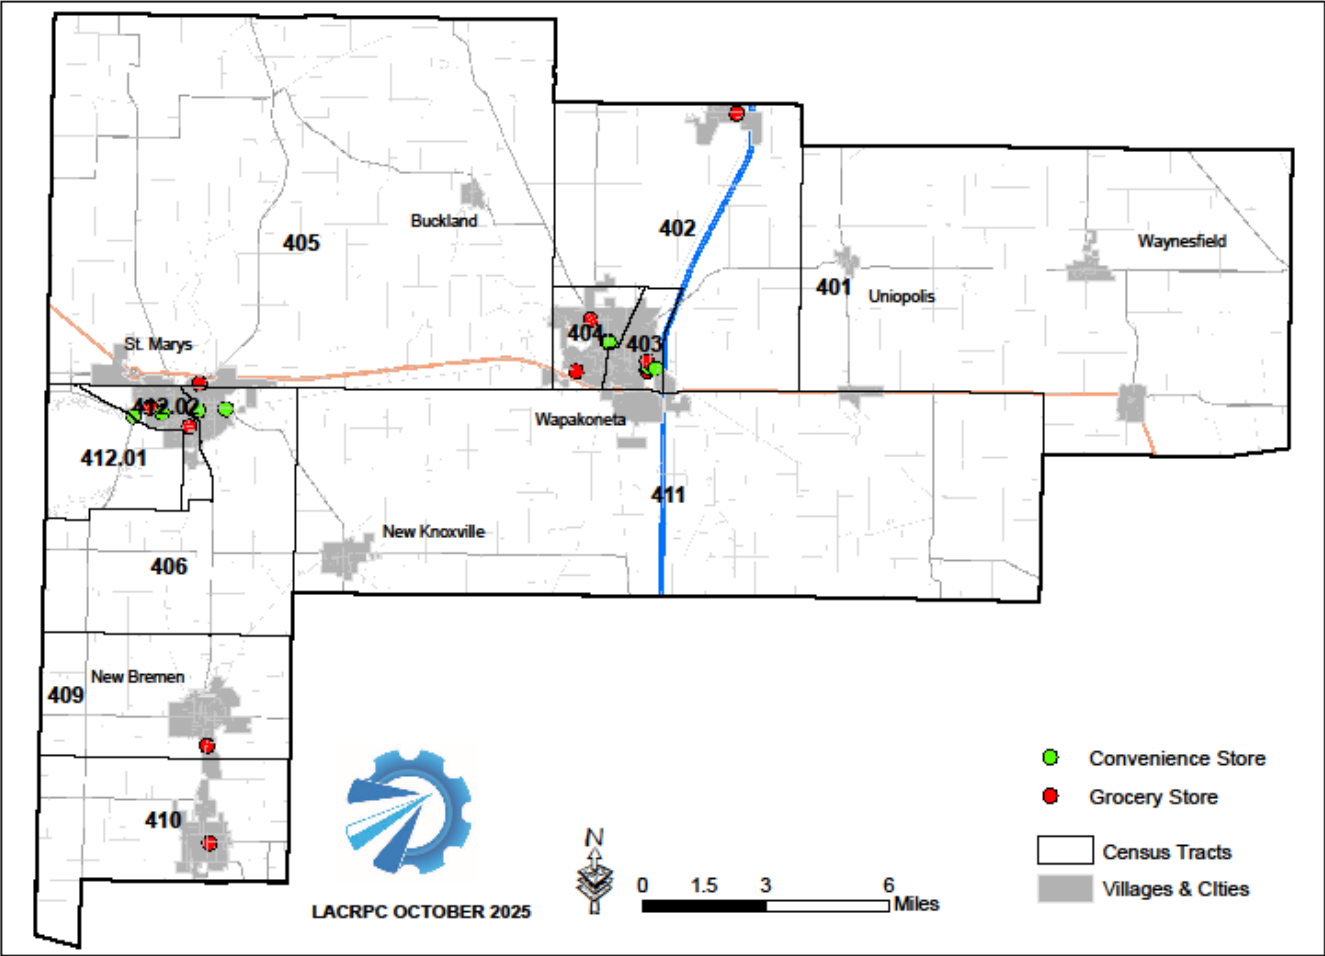 Buckland
402
405
Waynesfield
401
Uniopolis
404
403
St. Marys
412.02
Wapakoneta
412.01
411
New Knoxville
406
New Bremen
409
410
Convenience Store
Grocery Store
Census Tracts
Villages & CIties
N
0 1.5 3 6
Miles
LACRPC OCTOBER 2025